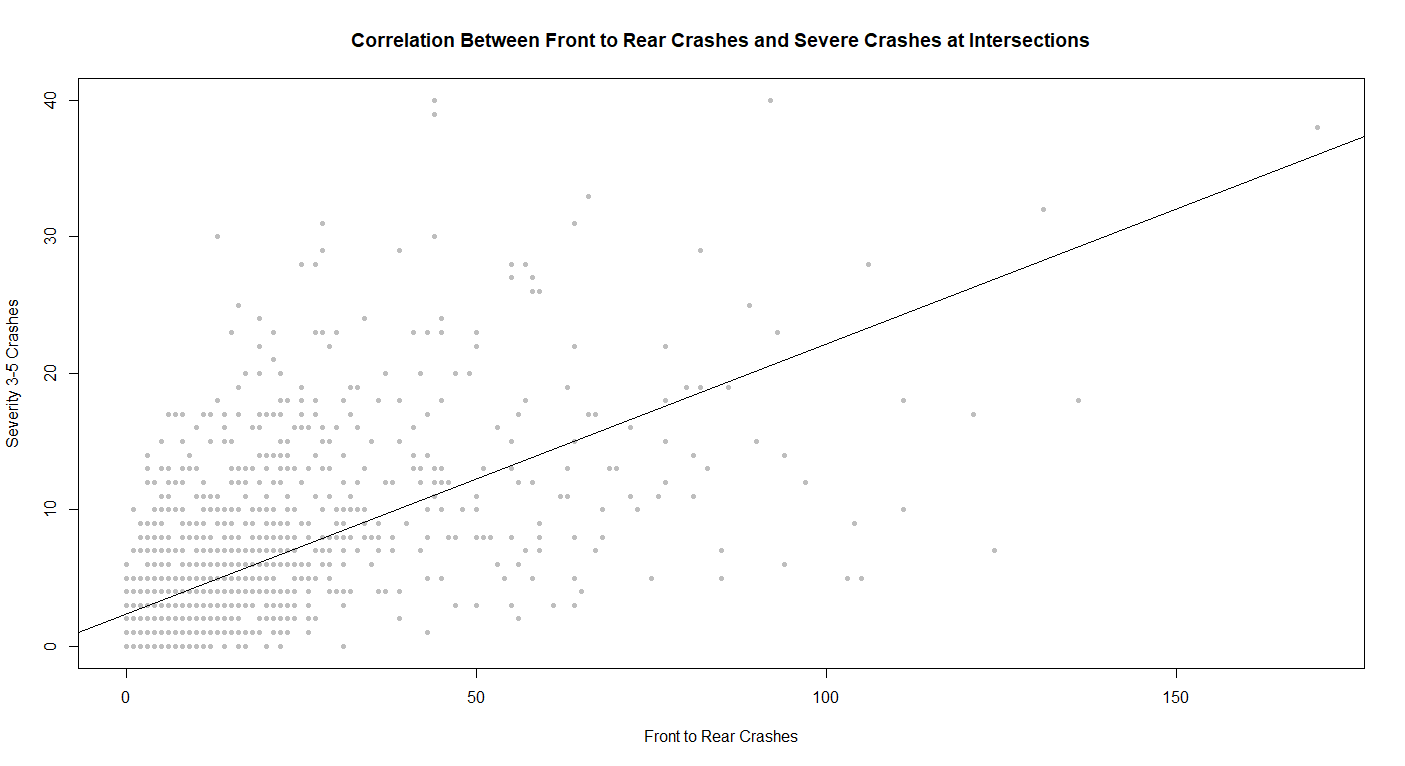 Correlation Between Front to Rear Crashes and Severe Crashes at Intersections
Severity 3-5 Crashes
40
30
20
10
0
0 50 100 150
Front to Rear Crashes